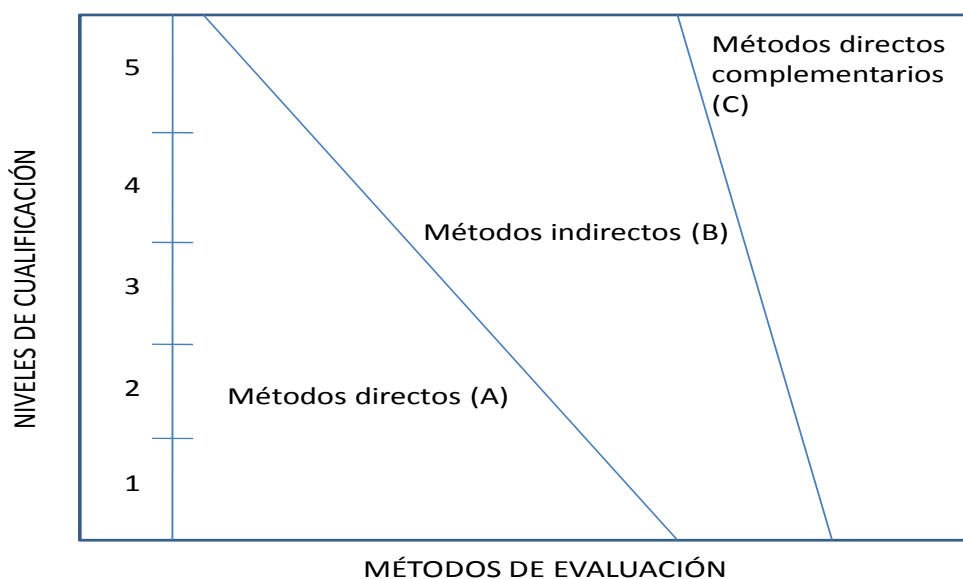 NIVELES DE CUALIFICACIÓN
5
4
3
2
1
Métodos directos
complementarios
(C)
Métodos indirectos (B)
Métodos directos (A)
MÉTODOS DE EVALUACIÓN